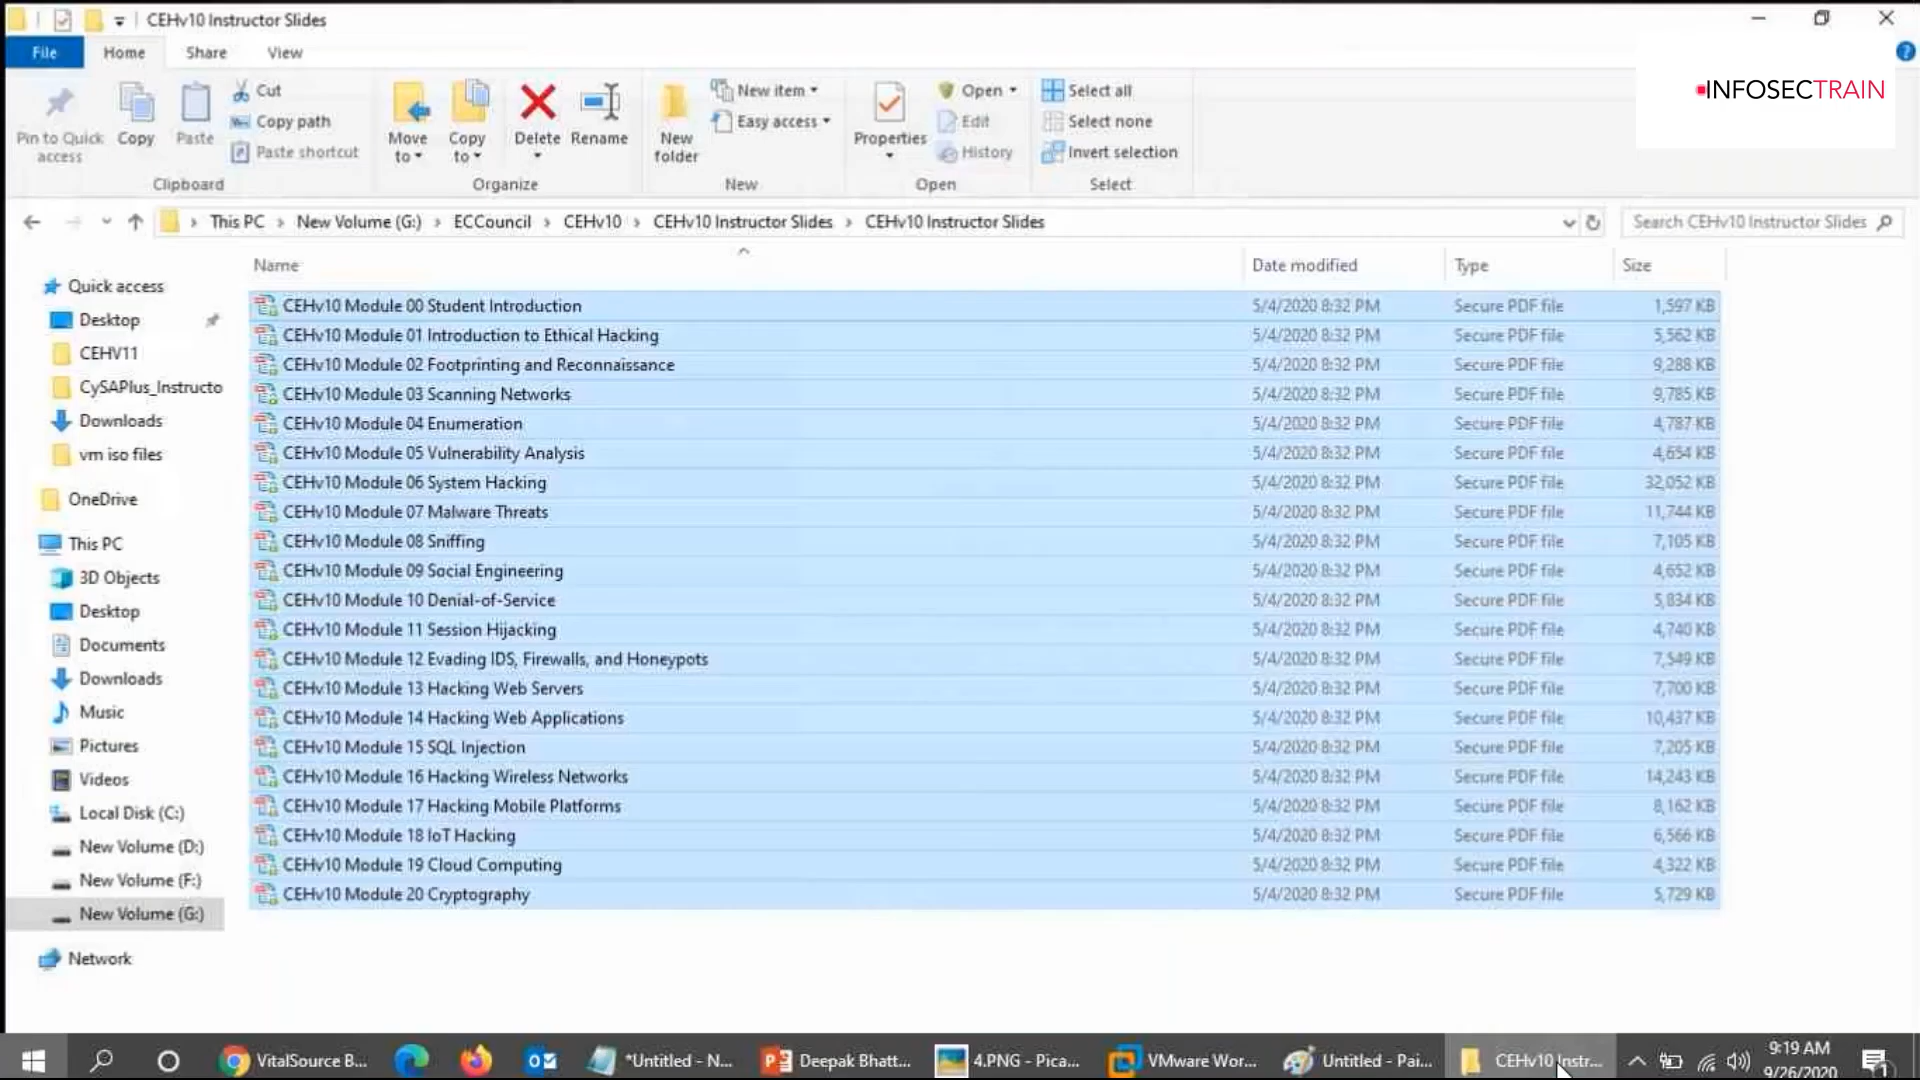 CEHv10 Instructor Slides
File Home Share View
INFOSECTRAIN
Pin to Quick access
Copy
Paste
Cut
Copy path
Paste shortcut
Clipboard
Move to
Copy to
Delete
Rename
Organize
New folder
New item
Easy access
New
Properties
Open
Edit
History
Open
Select all
Select none
Invert selection
Select
This PC › New Volume (G:) › ECCouncil › CEHv10 › CEHv10 Instructor Slides › CEHv10 Instructor Slides
Search CEHv10 Instructor Slides
Quick access
Desktop
CEHV11
CySAPlus_Instructo
Downloads
vm iso files
OneDrive
This PC
3D Objects
Desktop
Documents
Downloads
Music
Pictures
Videos
Local Disk (C:)
New Volume (D:)
New Volume (F:)
New Volume (G:)
Network
Name Date modified Type Size
CEHv10 Module 00 Student Introduction 5/4/2020 8:32 PM Secure PDF file 1,597 KB
CEHv10 Module 01 Introduction to Ethical Hacking 5/4/2020 8:32 PM Secure PDF file 5,562 KB
CEHv10 Module 02 Footprinting and Reconnaissance 5/4/2020 8:32 PM Secure PDF file 9,288 KB
CEHv10 Module 03 Scanning Networks 5/4/2020 8:32 PM Secure PDF file 9,785 KB
CEHv10 Module 04 Enumeration 5/4/2020 8:32 PM Secure PDF file 4,787 KB
CEHv10 Module 05 Vulnerability Analysis 5/4/2020 8:32 PM Secure PDF file 4,654 KB
CEHv10 Module 06 System Hacking 5/4/2020 8:32 PM Secure PDF file 32,052 KB
CEHv10 Module 07 Malware Threats 5/4/2020 8:32 PM Secure PDF file 11,744 KB
CEHv10 Module 08 Sniffing 5/4/2020 8:32 PM Secure PDF file 7,105 KB
CEHv10 Module 09 Social Engineering 5/4/2020 8:32 PM Secure PDF file 4,652 KB
CEHv10 Module 10 Denial-of-Service 5/4/2020 8:32 PM Secure PDF file 5,834 KB
CEHv10 Module 11 Session Hijacking 5/4/2020 8:32 PM Secure PDF file 4,740 KB
CEHv10 Module 12 Evading IDS, Firewalls, and Honeypots 5/4/2020 8:32 PM Secure PDF file 7,549 KB
CEHv10 Module 13 Hacking Web Servers 5/4/2020 8:32 PM Secure PDF file 7,700 KB
CEHv10 Module 14 Hacking Web Applications 5/4/2020 8:32 PM Secure PDF file 10,437 KB
CEHv10 Module 15 SQL Injection 5/4/2020 8:32 PM Secure PDF file 7,205 KB
CEHv10 Module 16 Hacking Wireless Networks 5/4/2020 8:32 PM Secure PDF file 14,243 KB
CEHv10 Module 17 Hacking Mobile Platforms 5/4/2020 8:32 PM Secure PDF file 8,162 KB
CEHv10 Module 18 IoT Hacking 5/4/2020 8:32 PM Secure PDF file 6,566 KB
CEHv10 Module 19 Cloud Computing 5/4/2020 8:32 PM Secure PDF file 4,322 KB
CEHv10 Module 20 Cryptography 5/4/2020 8:32 PM Secure PDF file 5,729 KB
VitalSource B...
*Untitled - N...
Deepak Bhatt...
4.PNG - Pica...
VMware Wor...
Untitled - Pai...
CEHv10 Instr...
9:19 AM
9/26/2020
1